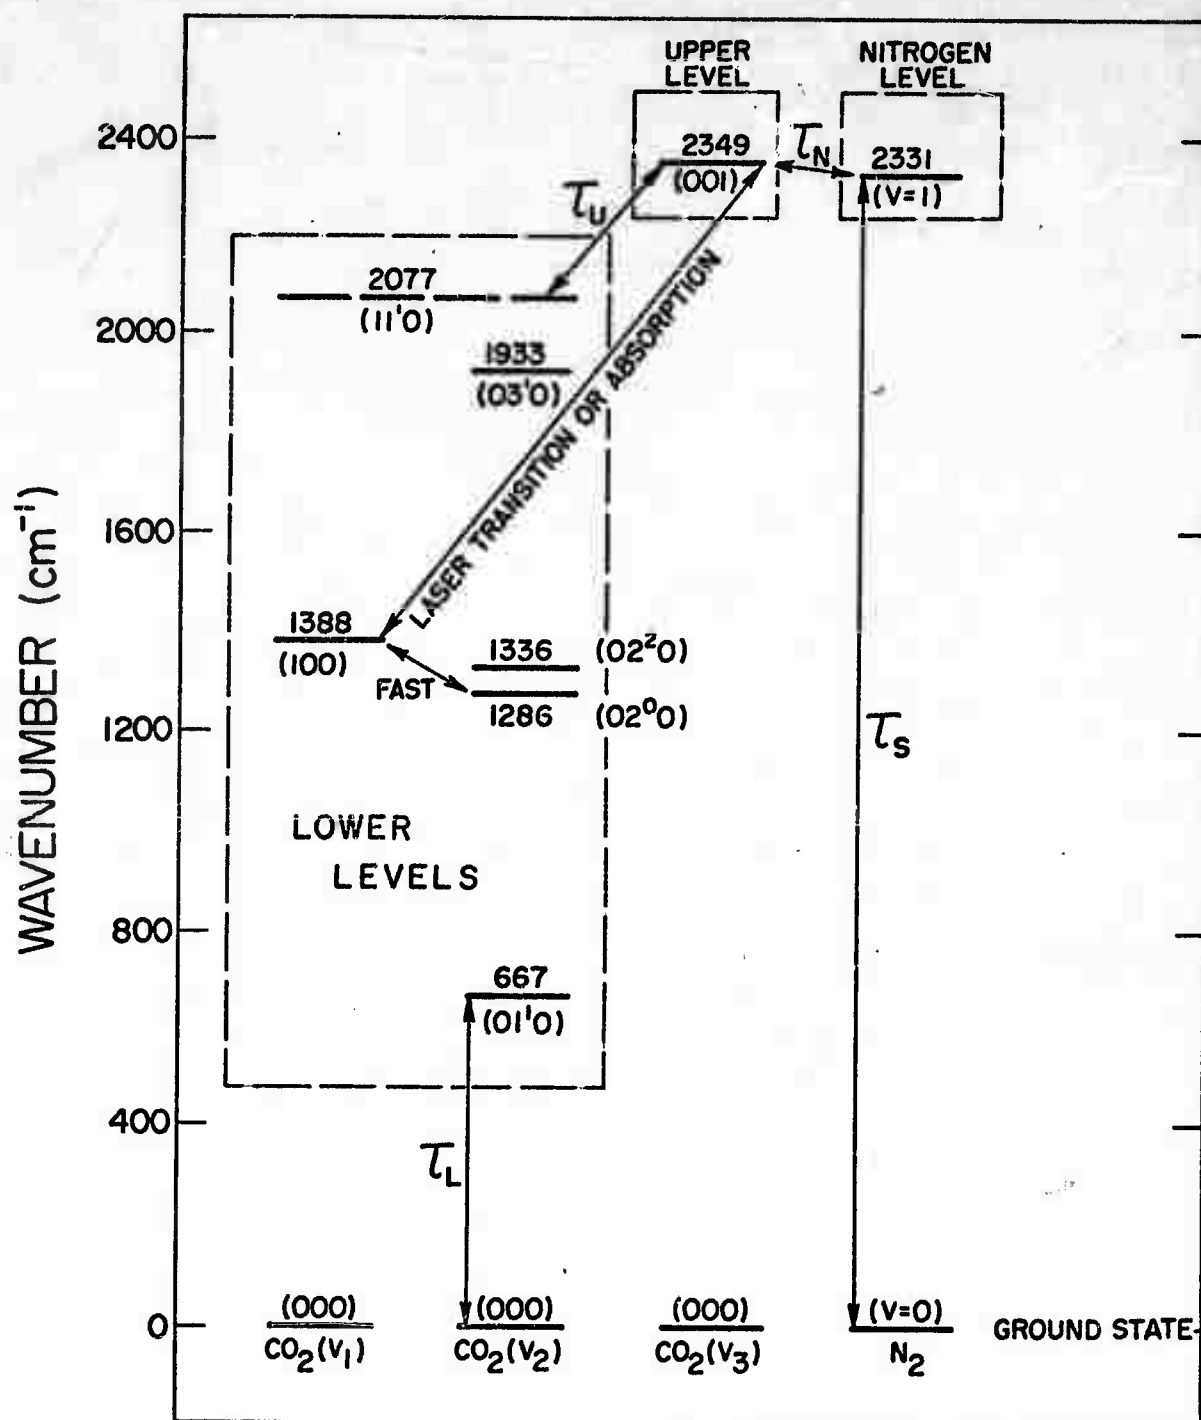 UPPER
LEVEL
NITROGEN
LEVEL
2400
2349
(001)
τN
2331
(V=1)
τU
2077
(11'0)
2000
1933
(03'0)
LASER TRANSITION OR ABSORPTION
WAVENUMBER (cm⁻¹)
1600
1388
(100)
FAST
1336 (02²0)
1286 (02⁰0)
1200
τS
LOWER
LEVELS
800
667
(01'0)
400
τL
0
(000)
(000)
(000)
(V=0)
GROUND STATE
CO₂(V₁)
CO₂(V₂)
CO₂(V₃)
N₂